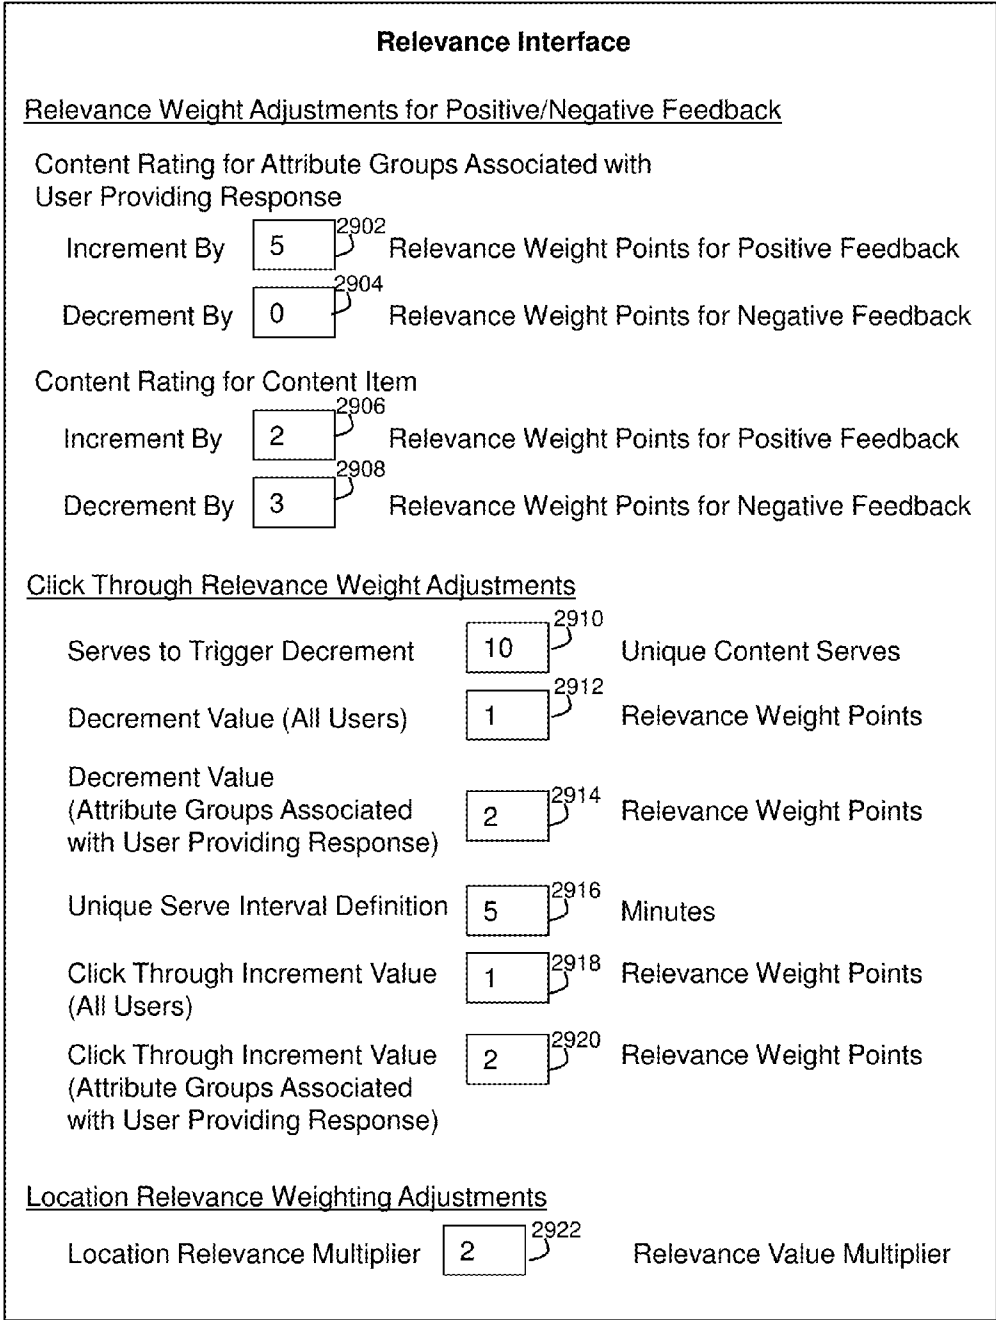 Relevance Interface
Relevance Weight Adjustments for Positive/Negative Feedback
Content Rating for Attribute Groups Associated with
User Providing Response
Increment By 5 2902 Relevance Weight Points for Positive Feedback
Decrement By 0 2904 Relevance Weight Points for Negative Feedback
Content Rating for Content Item
Increment By 2 2906 Relevance Weight Points for Positive Feedback
Decrement By 3 2908 Relevance Weight Points for Negative Feedback
Click Through Relevance Weight Adjustments
Serves to Trigger Decrement 10 2910 Unique Content Serves
Decrement Value (All Users) 1 2912 Relevance Weight Points
Decrement Value
(Attribute Groups Associated 2 2914 Relevance Weight Points
with User Providing Response)
Unique Serve Interval Definition 5 2916 Minutes
Click Through Increment Value 1 2918 Relevance Weight Points
(All Users)
Click Through Increment Value 2 2920 Relevance Weight Points
(Attribute Groups Associated
with User Providing Response)
Location Relevance Weighting Adjustments
Location Relevance Multiplier 2 2922 Relevance Value Multiplier